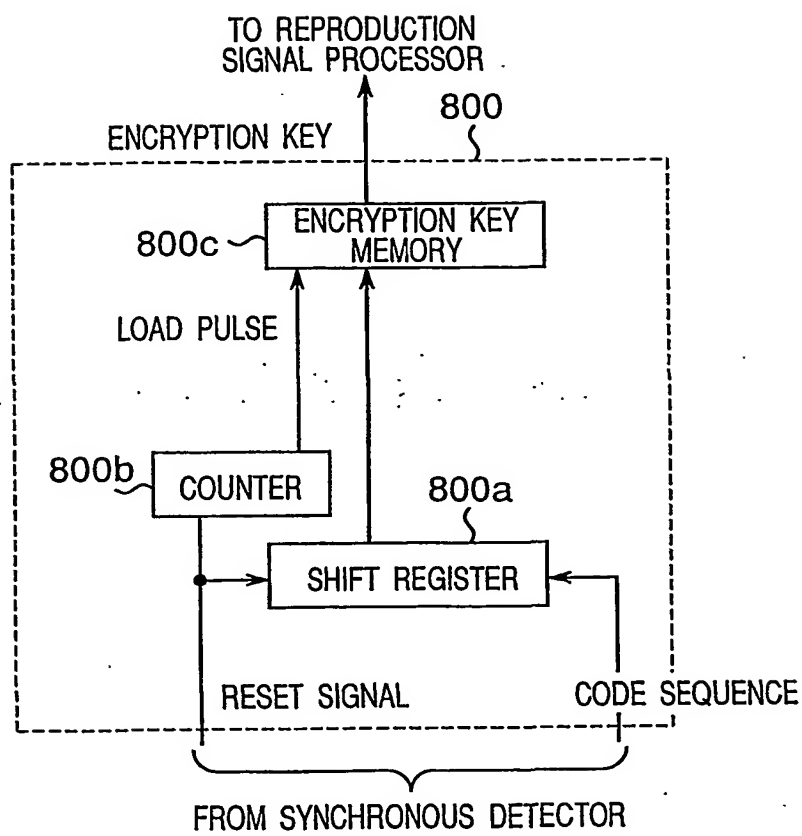 TO REPRODUCTION
SIGNAL PROCESSOR
800
ENCRYPTION KEY
ENCRYPTION KEY
MEMORY
800c
LOAD PULSE
800b
COUNTER
800a
SHIFT REGISTER
RESET SIGNAL
CODE SEQUENCE
FROM SYNCHRONOUS DETECTOR